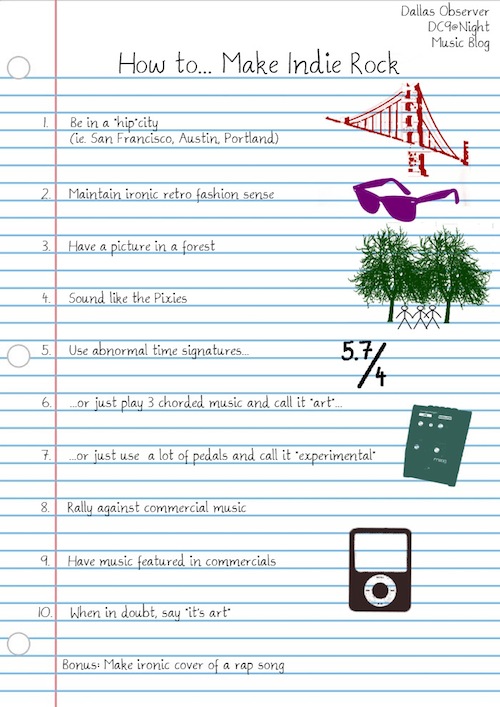 Dallas Observer
DC9@Night
Music Blog
How to... Make Indie Rock
1. Be in a "hip"city
(ie. San Francisco, Austin, Portland)
2. Maintain ironic retro fashion sense
3. Have a picture in a forest
4. Sound like the Pixies
5. Use abnormal time signatures...
5.7/4
6. ...or just play 3 chorded music and call it "art"...
7. ...or just use a lot of pedals and call it "experimental"
8. Rally against commercial music
9. Have music featured in commercials
10. When in doubt, say "it's art"
Bonus: Make ironic cover of a rap song